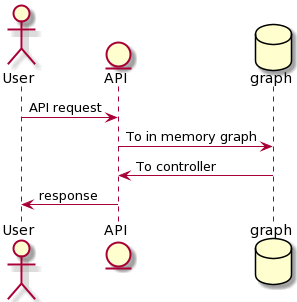 User
API
graph
API request
To in memory graph
To controller
response
User
API
graph